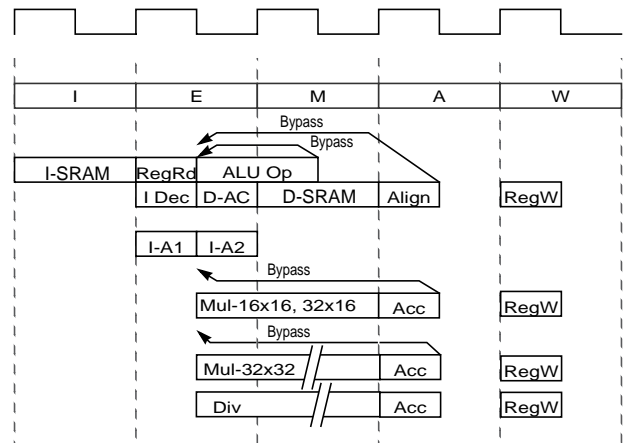 I E M A W
Bypass
Bypass
I-SRAM RegRd ALU Op
I Dec D-AC D-SRAM Align RegW
I-A1 I-A2
Bypass
Mul-16x16, 32x16 Acc RegW
Bypass
Mul-32x32 Acc RegW
Div Acc RegW